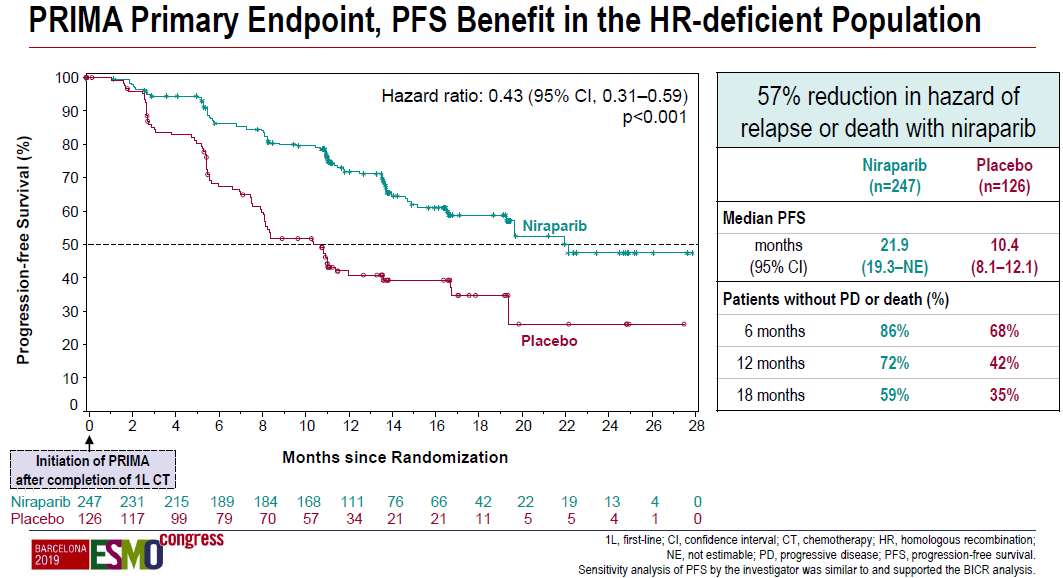 PRIMA Primary Endpoint, PFS Benefit in the HR-deficient Population
Progression-free Survival (%)
100
90
80
70
60
50
40
30
20
10
0
Hazard ratio: 0.43 (95% CI, 0.31–0.59)
p<0.001
Niraparib
Placebo
0 2 4 6 8 10 12 14 16 18 20 22 24 26 28
Months since Randomization
Initiation of PRIMA
after completion of 1L CT
Niraparib 247 231 215 189 184 168 111 76 66 42 22 19 13 4 0
Placebo 126 117 99 79 70 57 34 21 21 11 5 5 4 1 0
57% reduction in hazard of
relapse or death with niraparib
Niraparib Placebo
(n=247) (n=126)
Median PFS
months 21.9 10.4
(95% CI) (19.3–NE) (8.1–12.1)
Patients without PD or death (%)
6 months 86% 68%
12 months 72% 42%
18 months 59% 35%
BARCELONA
2019
ESMO congress
1L, first-line; CI, confidence interval; CT, chemotherapy; HR, homologous recombination;
NE, not estimable; PD, progressive disease; PFS, progression-free survival.
Sensitivity analysis of PFS by the investigator was similar to and supported the BICR analysis.